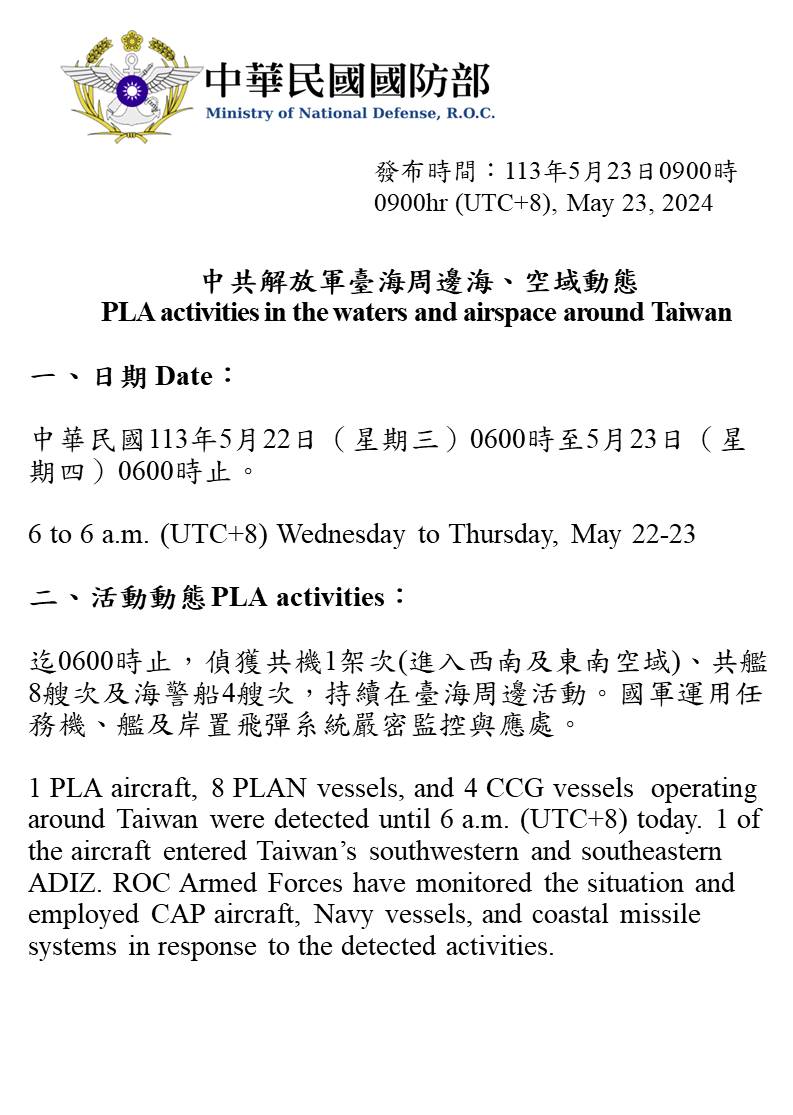 中華民國國防部
Ministry of National Defense, R.O.C.
發布時間：113年5月23日0900時
0900hr (UTC+8), May 23, 2024
中共解放軍臺海周邊海、空域動態
PLA activities in the waters and airspace around Taiwan
一、日期 Date：
中華民國113年5月22日（星期三）0600時至5月23日（星
期四）0600時止。
6 to 6 a.m. (UTC+8) Wednesday to Thursday, May 22-23
二、活動動態 PLA activities：
迄0600時止，偵獲共機1架次(進入西南及東南空域)、共艦
8艘次及海警船4艘次，持續在臺海周邊活動。國軍運用任
務機、艦及岸置飛彈系統嚴密監控與應處。
1 PLA aircraft, 8 PLAN vessels, and 4 CCG vessels operating
around Taiwan were detected until 6 a.m. (UTC+8) today. 1 of
the aircraft entered Taiwan’s southwestern and southeastern
ADIZ. ROC Armed Forces have monitored the situation and
employed CAP aircraft, Navy vessels, and coastal missile
systems in response to the detected activities.